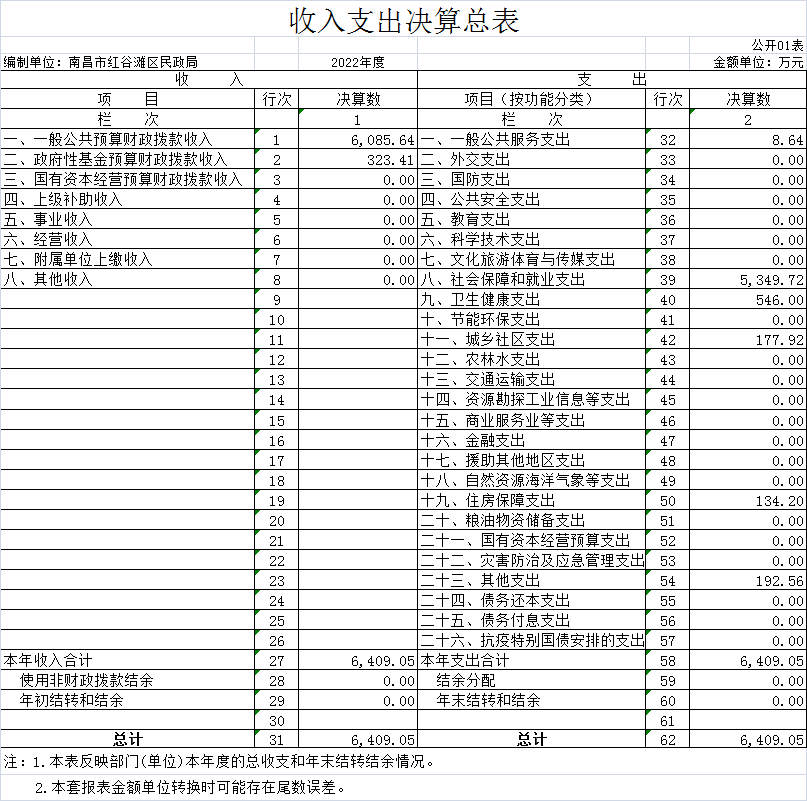 收入支出决算总表
公开01表
编制单位：南昌市红谷滩区民政局 2022年度 金额单位：万元
收 入 支 出
项 目 行次 决算数 项目（按功能分类） 行次 决算数
栏 次 1 栏 次 2
一、一般公共预算财政拨款收入 1 6,085.64 一、一般公共服务支出 32 8.64
二、政府性基金预算财政拨款收入 2 323.41 二、外交支出 33 0.00
三、国有资本经营预算财政拨款收入 3 0.00 三、国防支出 34 0.00
四、上级补助收入 4 0.00 四、公共安全支出 35 0.00
五、事业收入 5 0.00 五、教育支出 36 0.00
六、经营收入 6 0.00 六、科学技术支出 37 0.00
七、附属单位上缴收入 7 0.00 七、文化旅游体育与传媒支出 38 0.00
八、其他收入 8 0.00 八、社会保障和就业支出 39 5,349.72
9 九、卫生健康支出 40 546.00
10 十、节能环保支出 41 0.00
11 十一、城乡社区支出 42 177.92
12 十二、农林水支出 43 0.00
13 十三、交通运输支出 44 0.00
14 十四、资源勘探工业信息等支出 45 0.00
15 十五、商业服务业等支出 46 0.00
16 十六、金融支出 47 0.00
17 十七、援助其他地区支出 48 0.00
18 十八、自然资源海洋气象等支出 49 0.00
19 十九、住房保障支出 50 134.20
20 二十、粮油物资储备支出 51 0.00
21 二十一、国有资本经营预算支出 52 0.00
22 二十二、灾害防治及应急管理支出 53 0.00
23 二十三、其他支出 54 192.56
24 二十四、债务还本支出 55 0.00
25 二十五、债务付息支出 56 0.00
26 二十六、抗疫特别国债安排的支出 57 0.00
本年收入合计 27 6,409.05 本年支出合计 58 6,409.05
使用非财政拨款结余 28 0.00 结余分配 59 0.00
年初结转和结余 29 0.00 年末结转和结余 60 0.00
30 61
总计 31 6,409.05 总计 62 6,409.05
注：1.本表反映部门(单位)本年度的总收支和年末结转结余情况。
2.本套报表金额单位转换时可能存在尾数误差。